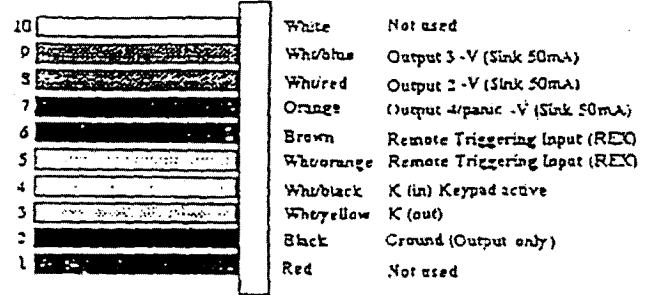 10 White Not used
9 Wht/blue Output 3 -V (Sink 50mA)
8 Wh/red Output 2 -V (Sink 50mA)
7 Orange Output 4/panic -V (Sink 50mA)
6 Brown Remote Triggering Input (REX)
5 Wht/orange Remote Triggering Input (REX)
4 Wht/black K (in) Keypad active
3 Wht/yellow K (out)
2 Black Ground (Output only)
1 Red Not used